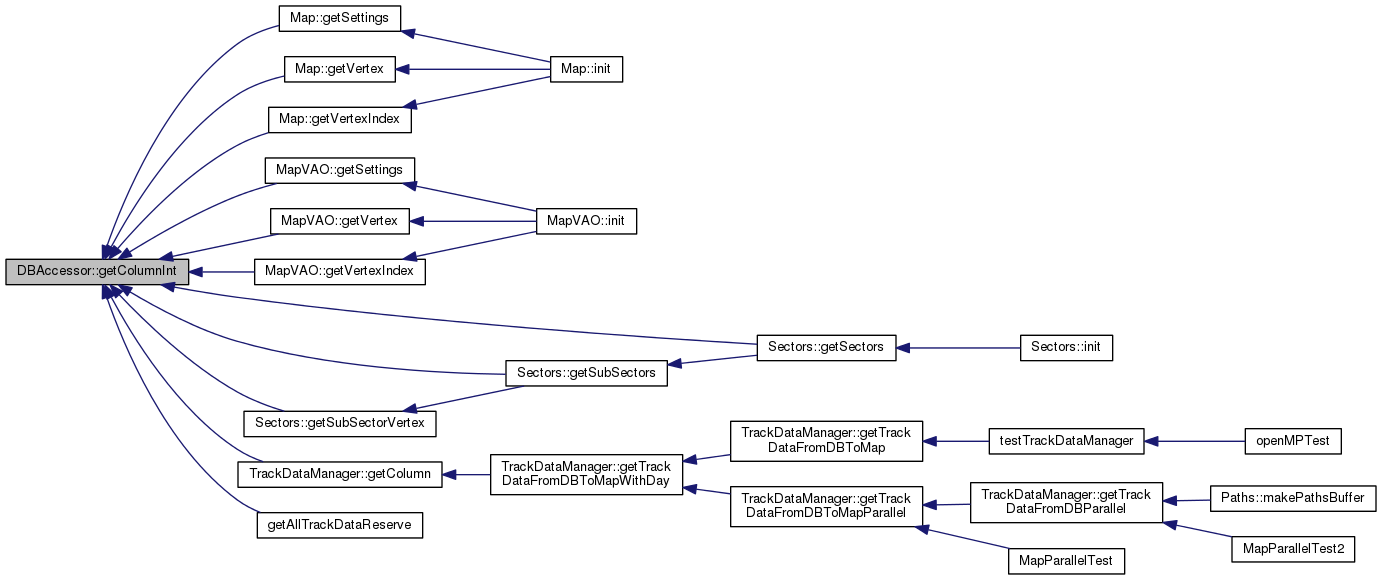 Map::getSettings
Map::getVertex
Map::init
Map::getVertexIndex
MapVAO::getSettings
MapVAO::getVertex
MapVAO::init
DBAccessor::getColumnInt
MapVAO::getVertexIndex
Sectors::getSectors
Sectors::init
Sectors::getSubSectors
Sectors::getSubSectorVertex
TrackDataManager::getTrack
DataFromDBToMap
testTrackDataManager
openMPTest
TrackDataManager::getColumn
TrackDataManager::getTrack
DataFromDBToMapWithDay
TrackDataManager::getTrack
DataFromDBToMapParallel
TrackDataManager::getTrack
DataFromDBParallel
Paths::makePathsBuffer
getAllTrackDataReserve
MapParallelTest
MapParallelTest2